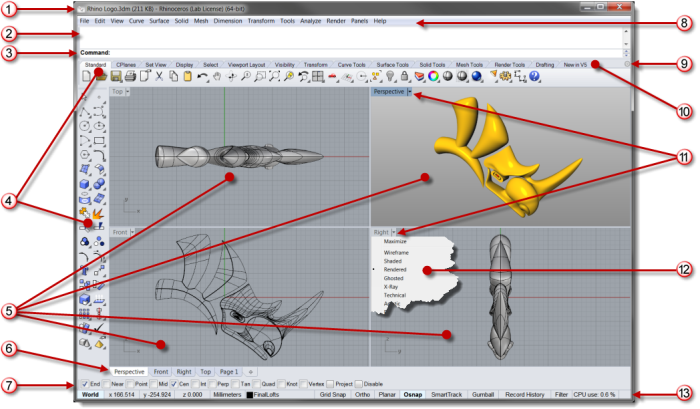 1
Rhino Logo.3dm (211 KB) - Rhinoceros (Lab License) (64-bit)
File Edit View Curve Surface Solid Mesh Dimension Transform Tools Analyze Render Panels Help
8
2
3
Command:
Standard CPlanes Set View Display Select Viewport Layout Visibility Transform Curve Tools Surface Tools Solid Tools Mesh Tools Render Tools Drafting New in V5
9
10
Top
Perspective
11
4
Front
Right
Maximize
Wireframe
Shaded
Rendered
Ghosted
X-Ray
Technical
12
5
6
Perspective Front Right Top Page 1
7
End Near Point Mid Cen Int Perp Tan Quad Knot Vertex Project Disable
World x 166.514 y -254.924 z 0.000 Millimeters FinalLofts Grid Snap Ortho Planar Osnap SmartTrack Gumball Record History Filter CPU use: 0.6 %
13